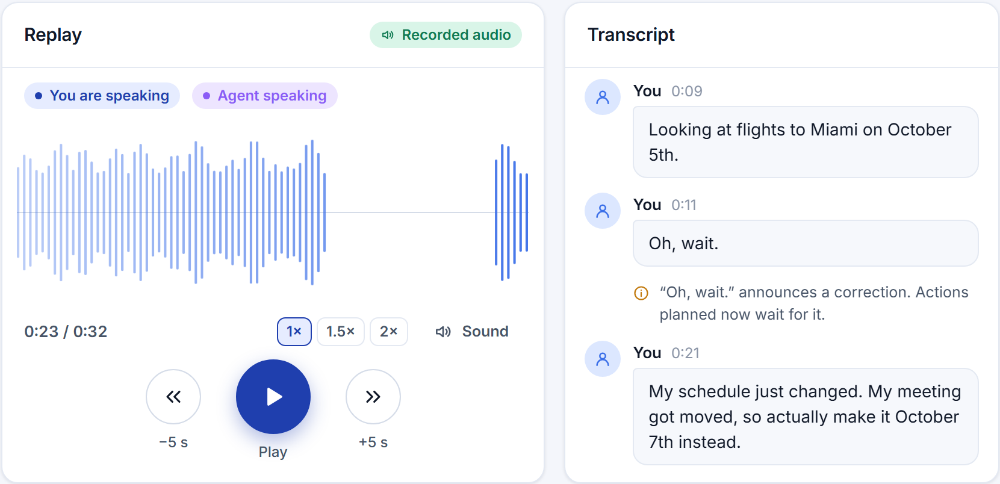 Replay
Recorded audio
You are speaking
Agent speaking
0:23 / 0:32
1×
1.5×
2×
Sound
−5 s
Play
+5 s
Transcript
You 0:09
Looking at flights to Miami on October
5th.
You 0:11
Oh, wait.
“Oh, wait.” announces a correction. Actions
planned now wait for it.
You 0:21
My schedule just changed. My meeting
got moved, so actually make it October
7th instead.